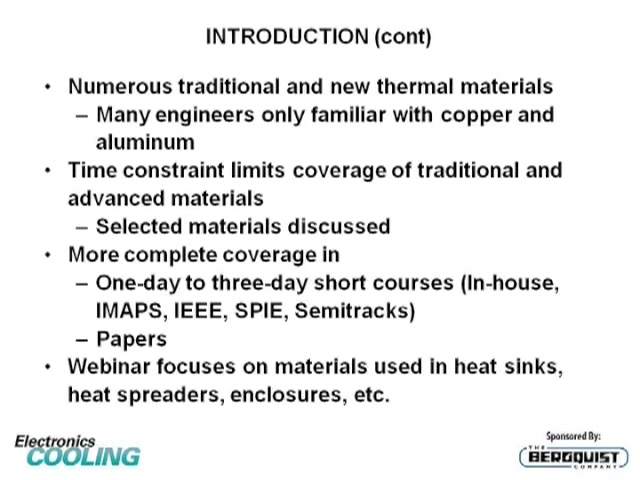 INTRODUCTION (cont)
• Numerous traditional and new thermal materials
– Many engineers only familiar with copper and
aluminum
• Time constraint limits coverage of traditional and
advanced materials
– Selected materials discussed
• More complete coverage in
– One-day to three-day short courses (In-house,
IMAPS, IEEE, SPIE, Semitracks)
– Papers
• Webinar focuses on materials used in heat sinks,
heat spreaders, enclosures, etc.
Electronics
COOLING
Sponsored By:
THE
BERGQUIST
COMPANY